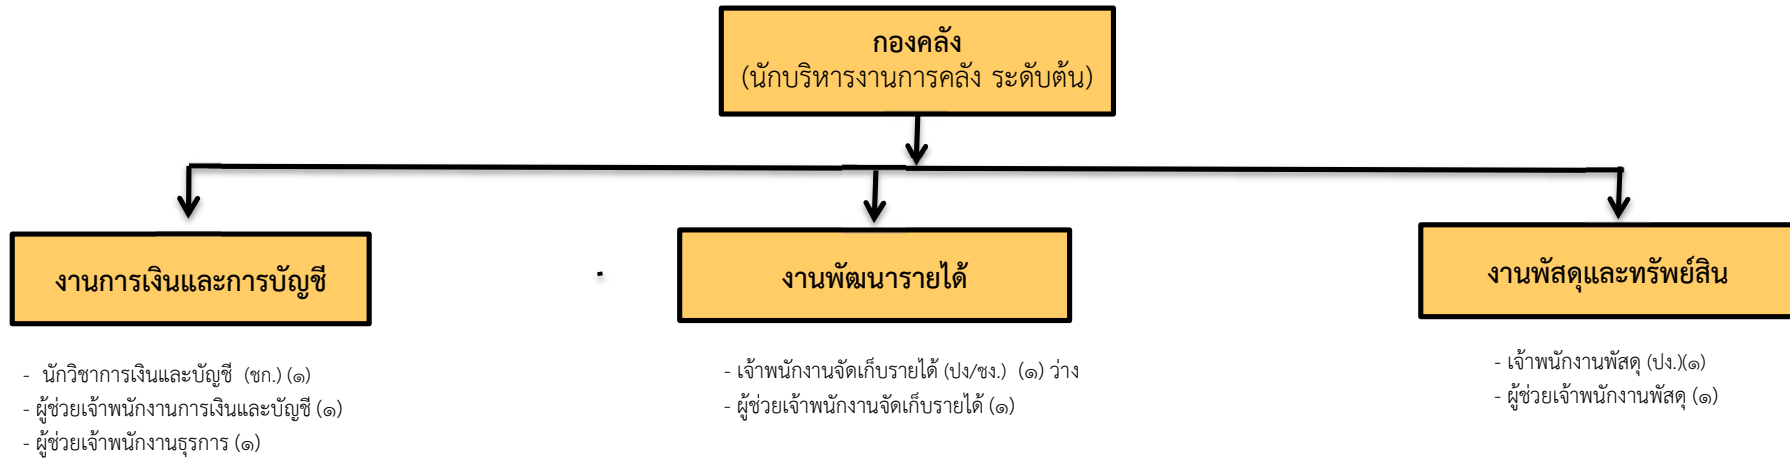 กองคลัง
(นักบริหารงานการคลัง ระดับต้น)
งานการเงินและการบัญชี
- นักวิชาการเงินและบัญชี (ชก.) (๑)
- ผู้ช่วยเจ้าพนักงานการเงินและบัญชี (๑)
- ผู้ช่วยเจ้าพนักงานธุรการ (๑)
งานพัฒนารายได้
- เจ้าพนักงานจัดเก็บรายได้ (ปง/ชง.) (๑) ว่าง
- ผู้ช่วยเจ้าพนักงานจัดเก็บรายได้ (๑)
งานพัสดุและทรัพย์สิน
- เจ้าพนักงานพัสดุ (ปง.)(๑)
- ผู้ช่วยเจ้าพนักงานพัสดุ (๑)